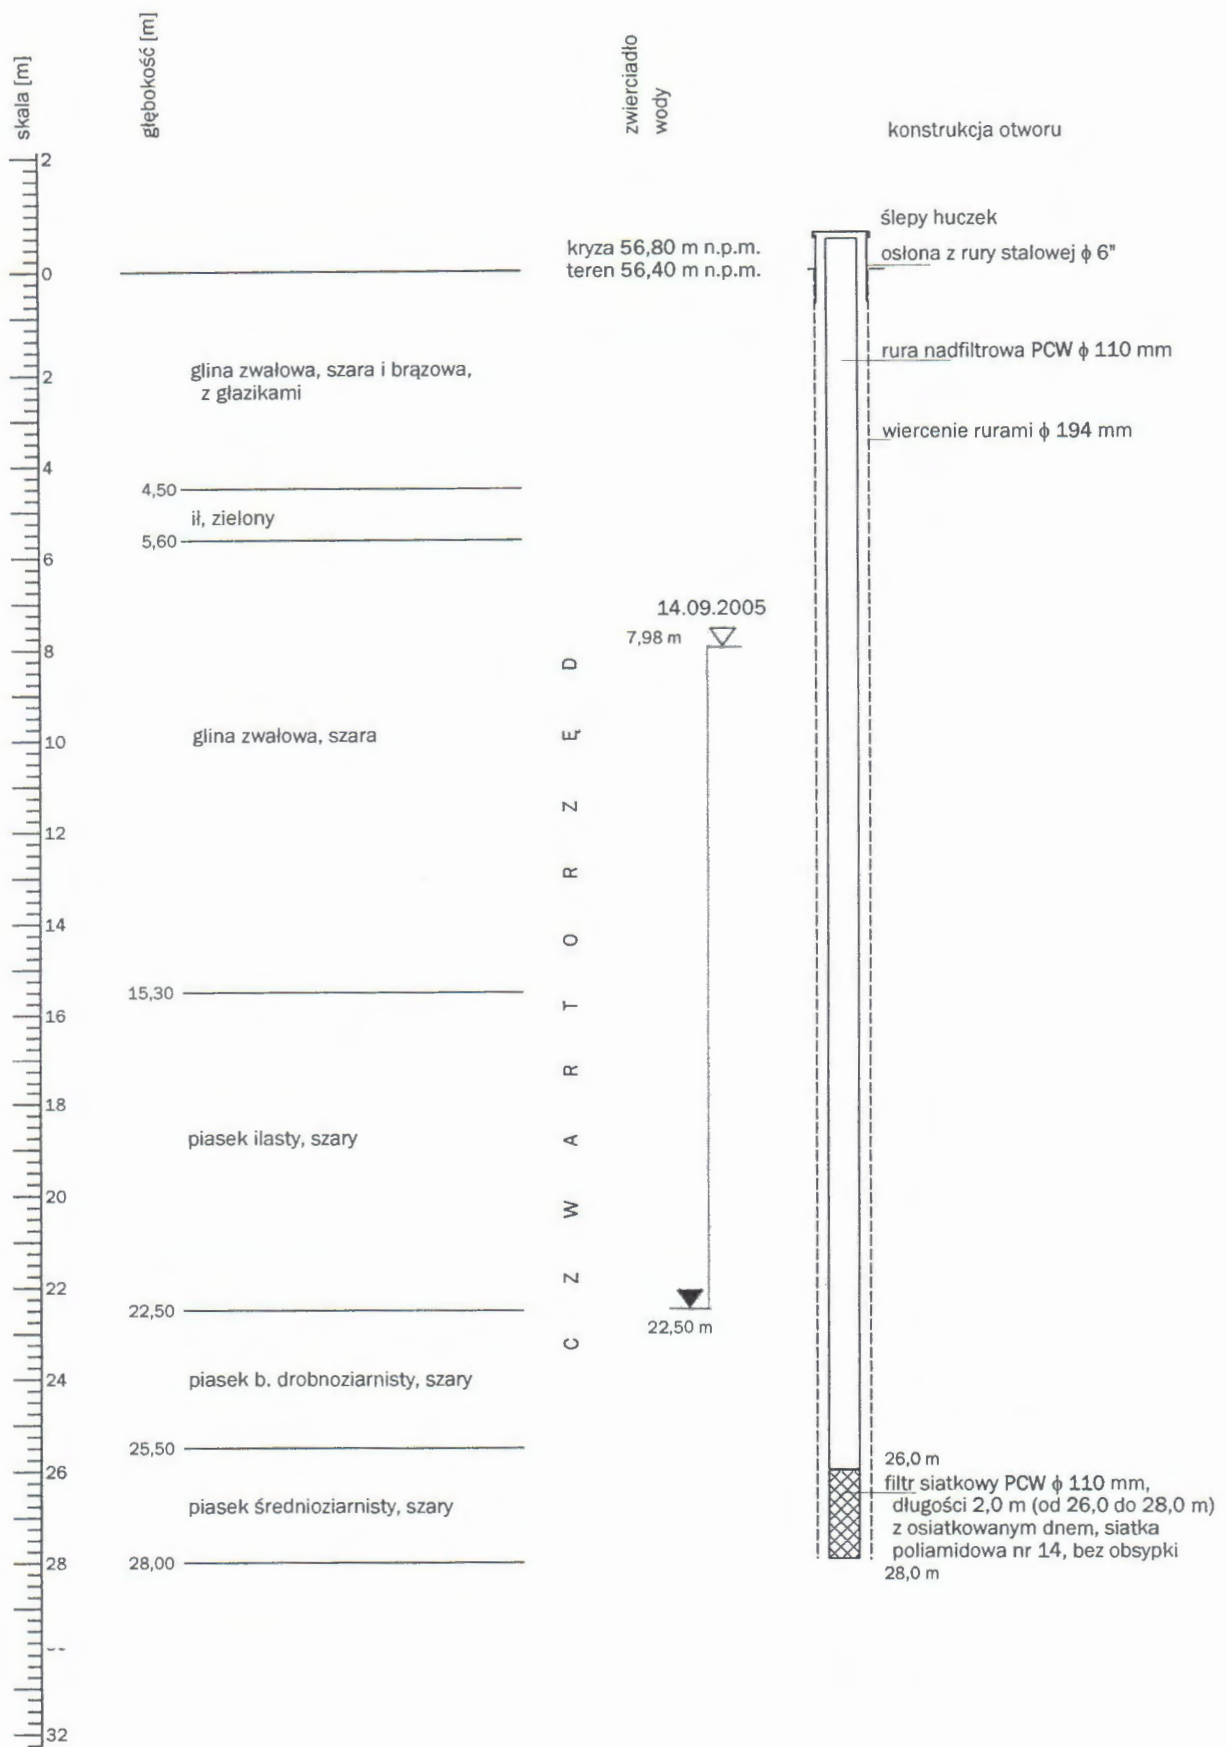 skala [m]
głębokość [m]
zwierciadło
wody
konstrukcja otworu
2
ślepy huczek
kryza 56,80 m n.p.m.
osłona z rury stalowej ϕ 6"
0
teren 56,40 m n.p.m.
rura nadfiltrowa PCW ϕ 110 mm
glina zwałowa, szara i brązowa,
z głazikami
2
wiercenie rurami ϕ 194 mm
4
4,50
ił, zielony
5,60
6
14.09.2005
7,98 m
8
CZWARTORZĘD
glina zwałowa, szara
10
12
14
15,30
16
18
piasek ilasty, szary
20
22
22,50
22,50 m
24
piasek b. drobnoziarnisty, szary
25,50
26
26,0 m
filtr siatkowy PCW ϕ 110 mm,
długości 2,0 m (od 26,0 do 28,0 m)
z osiatkowanym dnem, siatka
poliamidowa nr 14, bez obsypki
piasek średnioziarnisty, szary
28
28,00
28,0 m
32